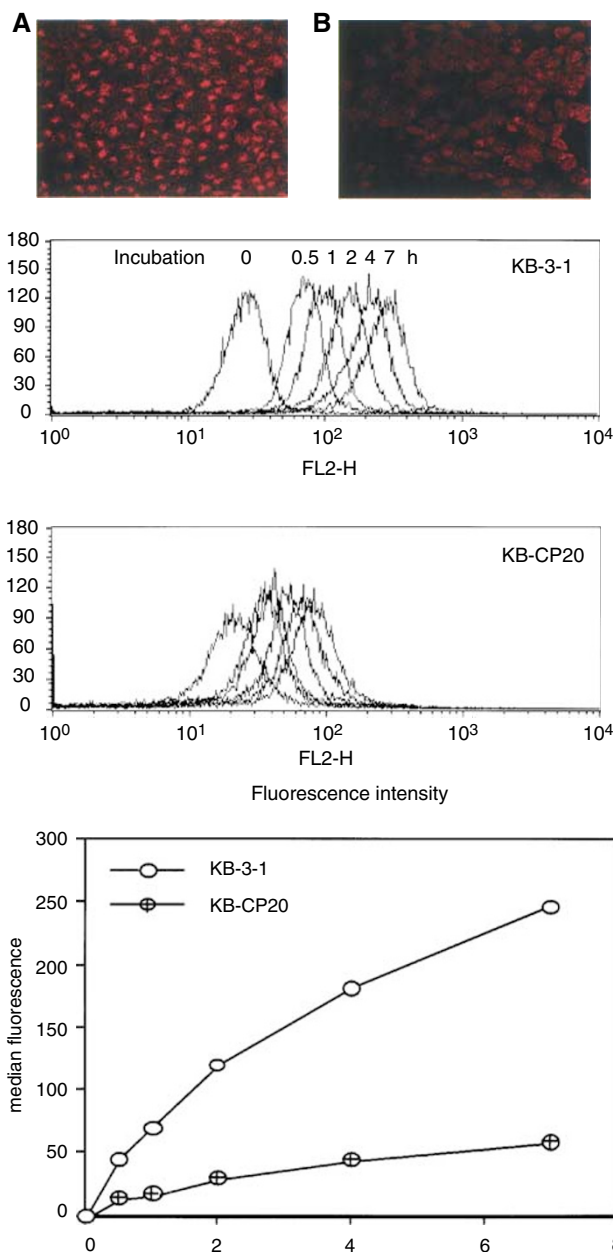 A B
180
150
120
90
60
30
0
Incubation 0 0.5 1 2 4 7 h KB-3-1
10⁰ 10¹ 10² 10³ 10⁴
FL2-H
180
150
120
90
60
30
0
KB-CP20
10⁰ 10¹ 10² 10³ 10⁴
FL2-H
Fluorescence intensity
300
250
200
150
100
50
0
median fluorescence
KB-3-1
KB-CP20
0 2 4 6 8